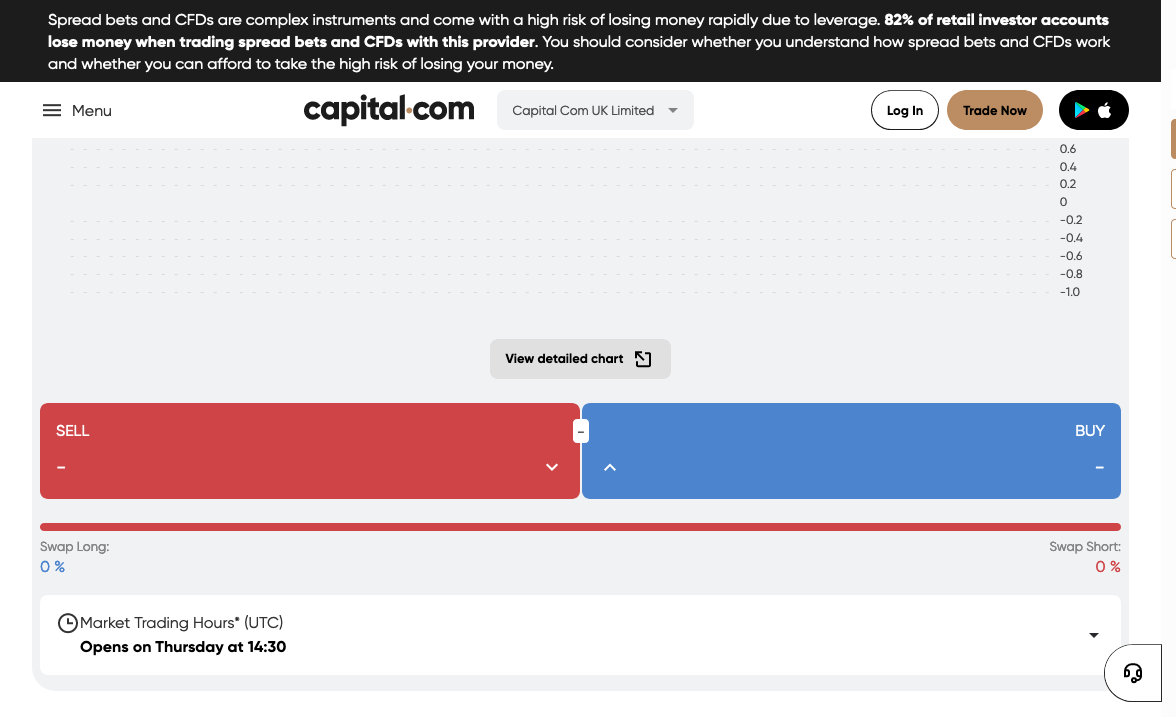 Spread bets and CFDs are complex instruments and come with a high risk of losing money rapidly due to leverage. 82% of retail investor accounts
lose money when trading spread bets and CFDs with this provider. You should consider whether you understand how spread bets and CFDs work
and whether you can afford to take the high risk of losing your money.
Menu
capital.com
Capital Com UK Limited
Log In
Trade Now
0.6
0.4
0.2
0
-0.2
-0.4
-0.6
-0.8
-1.0
View detailed chart
SELL
-
BUY
-
-
Swap Long:
Swap Short:
0 %
0 %
Market Trading Hours* (UTC)
Opens on Thursday at 14:30